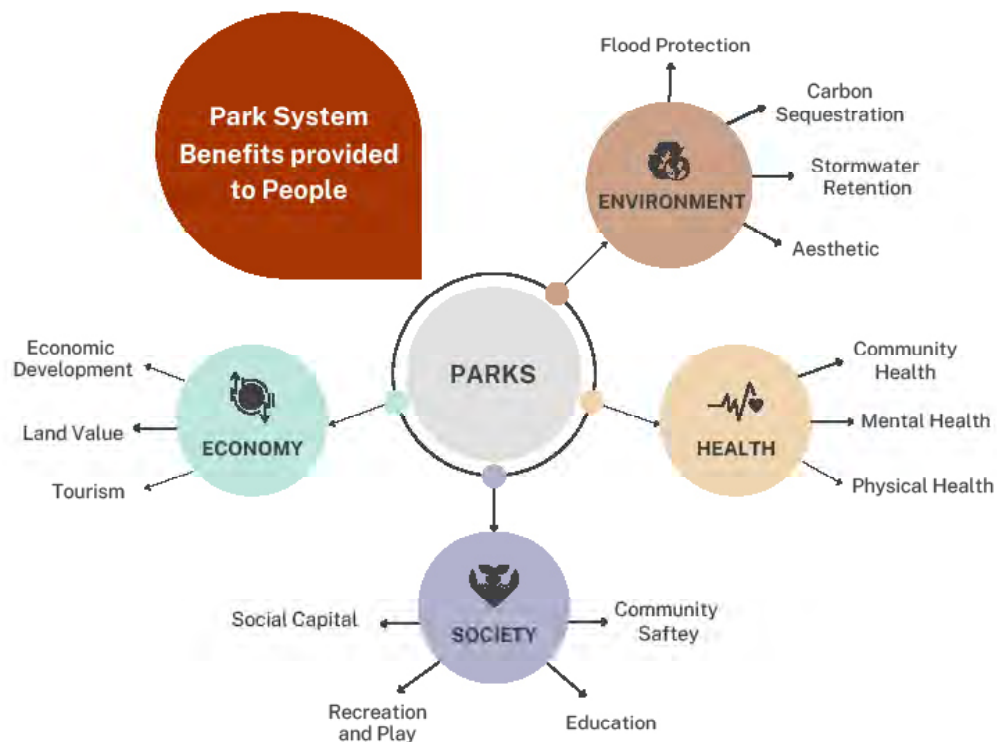 Park System
Benefits provided
to People
Flood Protection
Carbon
Sequestration
Stormwater
Retention
Aesthetic
ENVIRONMENT
PARKS
Economic
Development
Land Value
Tourism
ECONOMY
Community
Health
Mental Health
Physical Health
HEALTH
Social Capital
SOCIETY
Community
Saftey
Recreation
and Play
Education